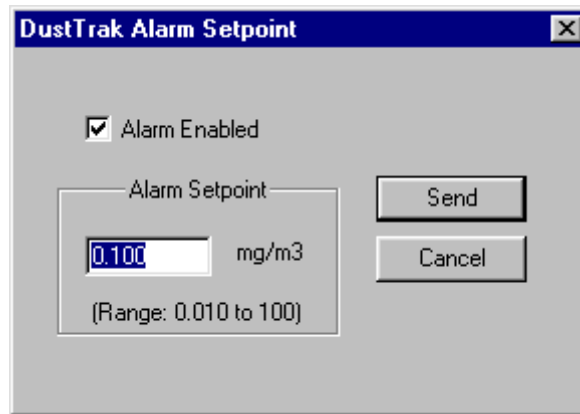 DustTrak Alarm Setpoint
Alarm Enabled
Alarm Setpoint
0.100 mg/m3
(Range: 0.010 to 100)
Send
Cancel